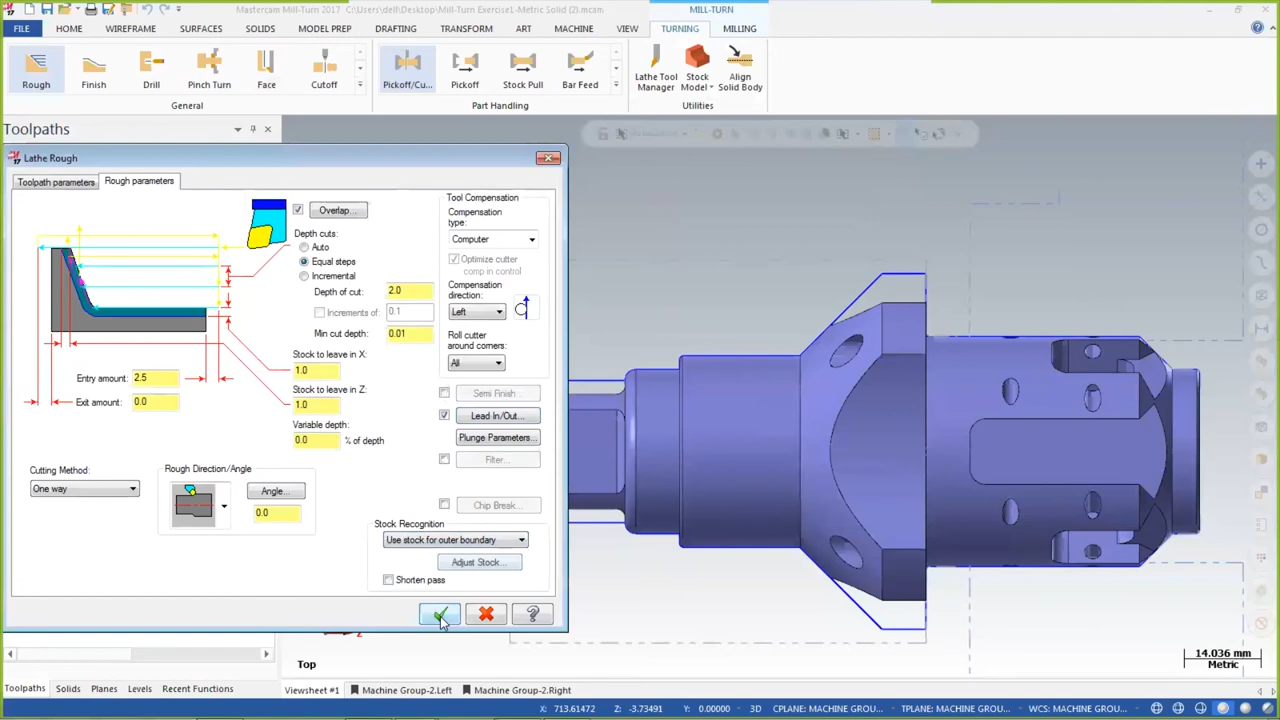 Mastercam Mill-Turn 2017 C:\Users\dell\Desktop\Mill-Turn Exercise1-Metric Solid (2).mcam
MILL-TURN
FILE HOME WIREFRAME SURFACES SOLIDS MODEL PREP DRAFTING TRANSFORM ART MACHINE VIEW TURNING MILLING
Rough Finish Drill Pinch Turn Face Cutoff Pickoff/Cu... Pickoff Stock Pull Bar Feed Lathe Tool Manager Stock Model Align Solid Body
General Part Handling Utilities
Toolpaths
Lathe Rough
Toolpath parameters Rough parameters
Overlap...
Depth cuts:
Auto
Equal steps
Incremental
Depth of cut: 2.0
Increments of: 0.1
Min cut depth: 0.01
Stock to leave in X:
1.0
Stock to leave in Z:
1.0
Variable depth:
0.0 % of depth
Entry amount: 2.5
Exit amount: 0.0
Tool Compensation
Compensation
type:
Computer
Optimize cutter
comp in control
Compensation
direction:
Left
Roll cutter
around corners:
All
Semi Finish...
Lead In/Out...
Plunge Parameters...
Filter...
Chip Break...
Cutting Method:
One way
Rough Direction/Angle
Angle...
0.0
Stock Recognition
Use stock for outer boundary
Adjust Stock...
Shorten pass
Top
14.036 mm
Metric
Toolpaths Solids Planes Levels Recent Functions
Viewsheet #1 Machine Group-2.Left Machine Group-2.Right
X: 713.61472 Z: -3.73491 Y: 0.00000 3D CPLANE: MACHINE GROU... TPLANE: MACHINE GROU... WCS: MACHINE GROU...